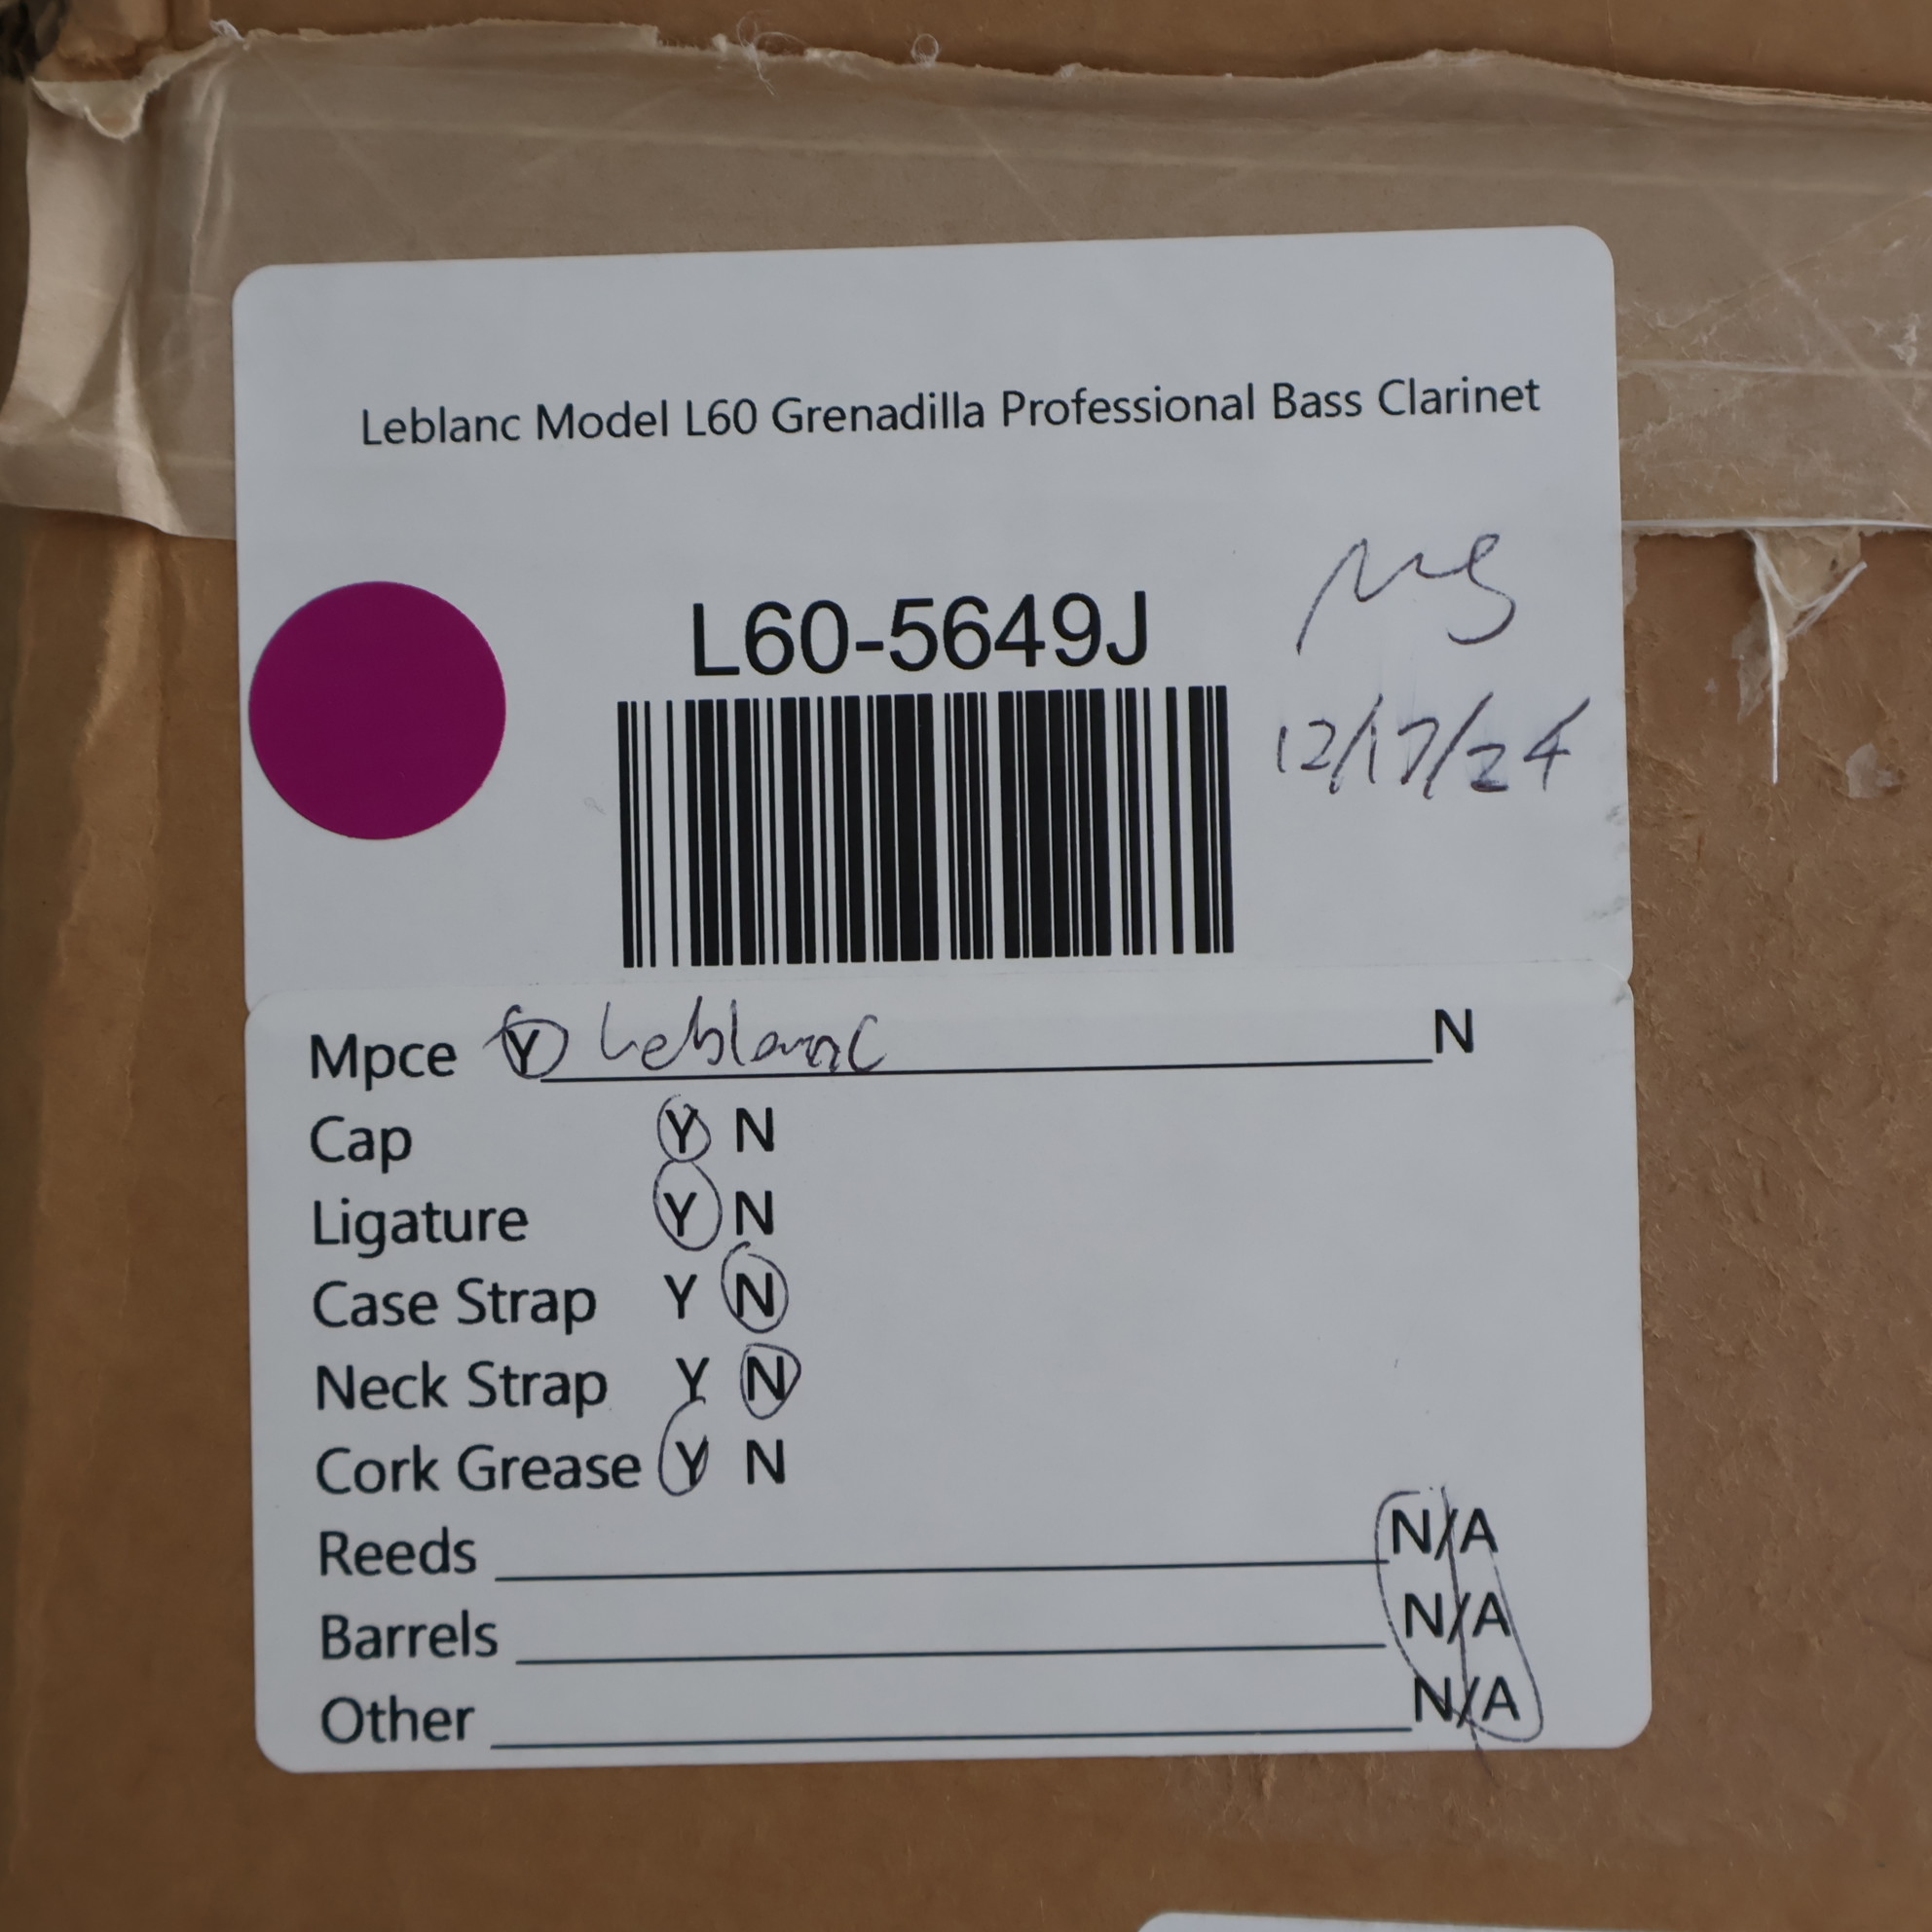 Leblanc Model L60 Grenadilla Professional Bass Clarinet
L60-5649J
12/17/24
Mpce Y Leblanc N
Cap Y N
Ligature Y N
Case Strap Y N
Neck Strap Y N
Cork Grease Y N
Reeds N/A
Barrels N/A
Other N/A